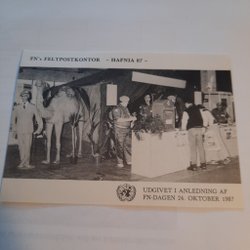 FN's FELTPOSTKONTOR - HAFNIA 87 -
UDGIVET I ANLEDNING AF
FN-DAGEN 24. OKTOBER 1987